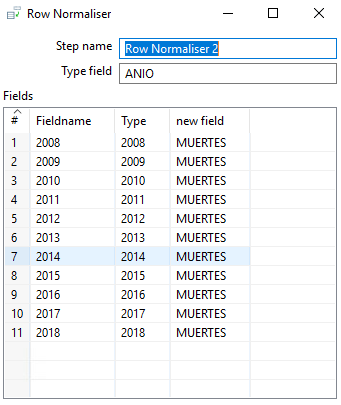 Row Normaliser
Step name Row Normaliser 2
Type field ANIO
Fields
# Fieldname Type new field
1 2008 2008 MUERTES
2 2009 2009 MUERTES
3 2010 2010 MUERTES
4 2011 2011 MUERTES
5 2012 2012 MUERTES
6 2013 2013 MUERTES
7 2014 2014 MUERTES
8 2015 2015 MUERTES
9 2016 2016 MUERTES
10 2017 2017 MUERTES
11 2018 2018 MUERTES